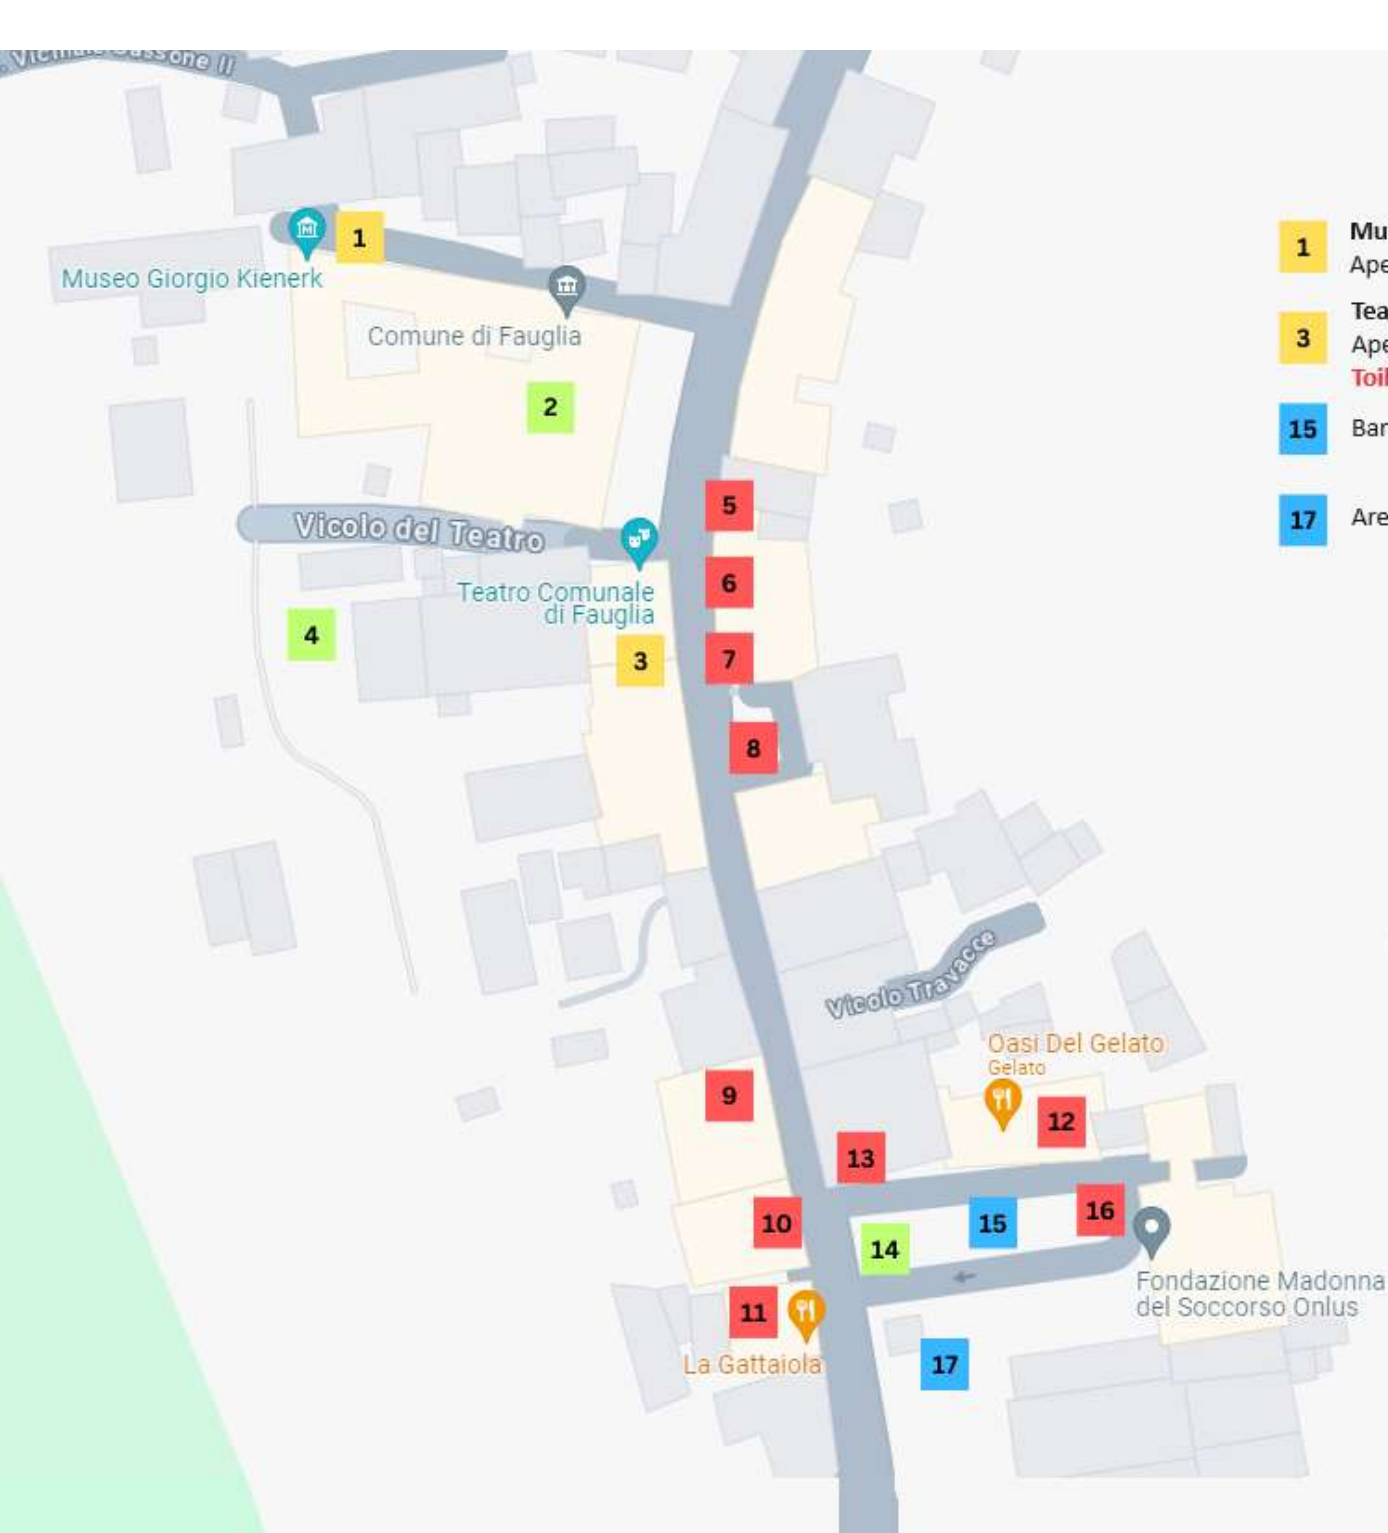 Vicinale Sassone II
1
Museo Giorgio Kienerk
Comune di Fauglia
2
Vicolo del Teatro
Teatro Comunale
di Fauglia
3
4
5
6
7
8
Vicolo Travacce
Oasi Del Gelato
Gelato
9
12
13
10
16
15
14
Fondazione Madonna
del Soccorso Onlus
11
La Gattaiola
17
1
Mu
Ape
3
Tea
Ape
Toil
15
Bar
17
Are